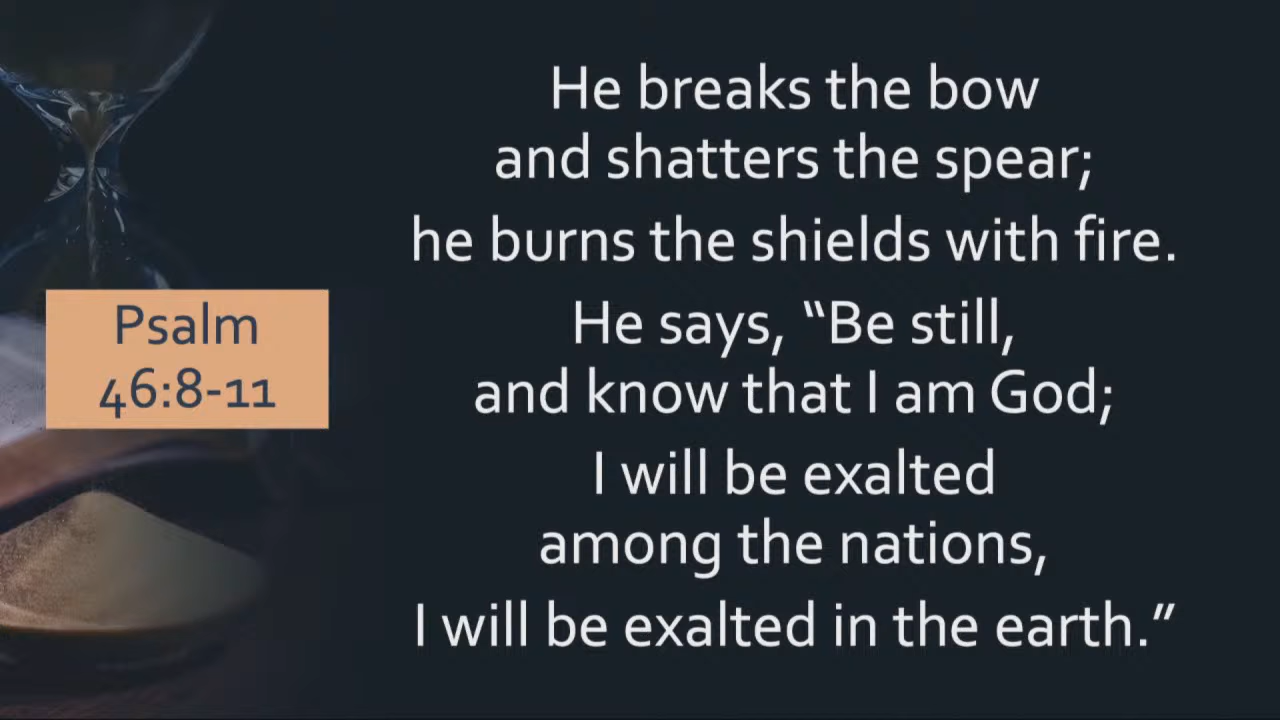 Psalm
46:8-11
He breaks the bow
and shatters the spear;
he burns the shields with fire.
He says, “Be still,
and know that I am God;
I will be exalted
among the nations,
I will be exalted in the earth.”